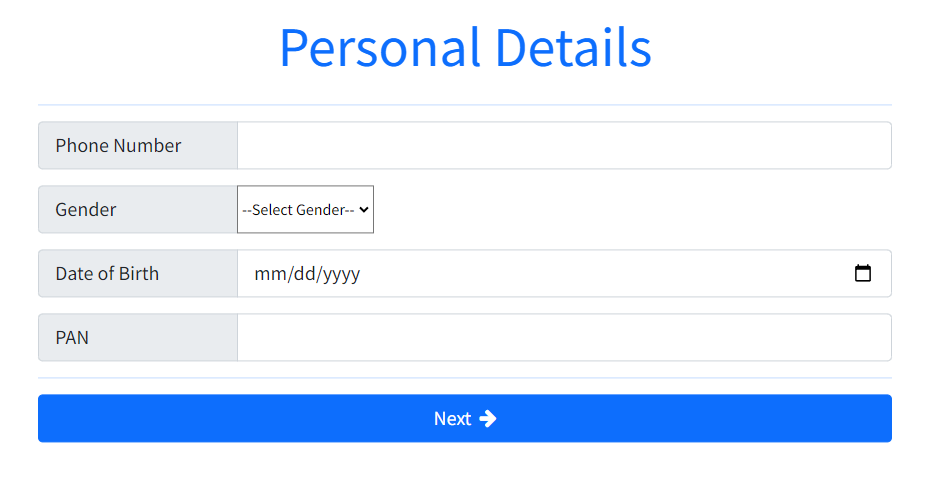 Personal Details
Phone Number
Gender --Select Gender--
Date of Birth mm/dd/yyyy
PAN
Next